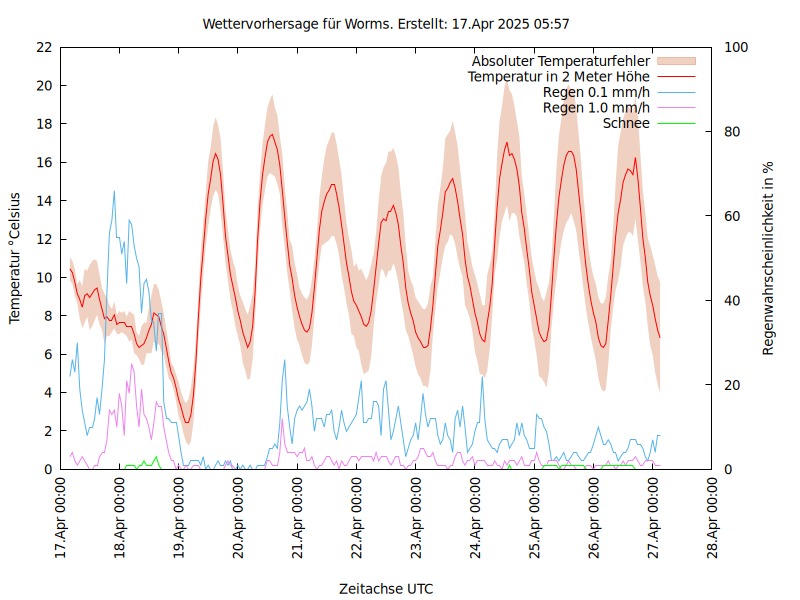 Wettervorhersage für Worms. Erstellt: 17.Apr 2025 05:57
Absoluter Temperaturfehler
Temperatur in 2 Meter Höhe
Regen 0.1 mm/h
Regen 1.0 mm/h
Schnee
Temperatur °Celsius
22
20
18
16
14
12
10
8
6
4
2
0
100
80
60
40
20
0
Regenwahrscheinlichkeit in %
17.Apr 00:00
18.Apr 00:00
19.Apr 00:00
20.Apr 00:00
21.Apr 00:00
22.Apr 00:00
23.Apr 00:00
24.Apr 00:00
25.Apr 00:00
26.Apr 00:00
27.Apr 00:00
28.Apr 00:00
Zeitachse UTC